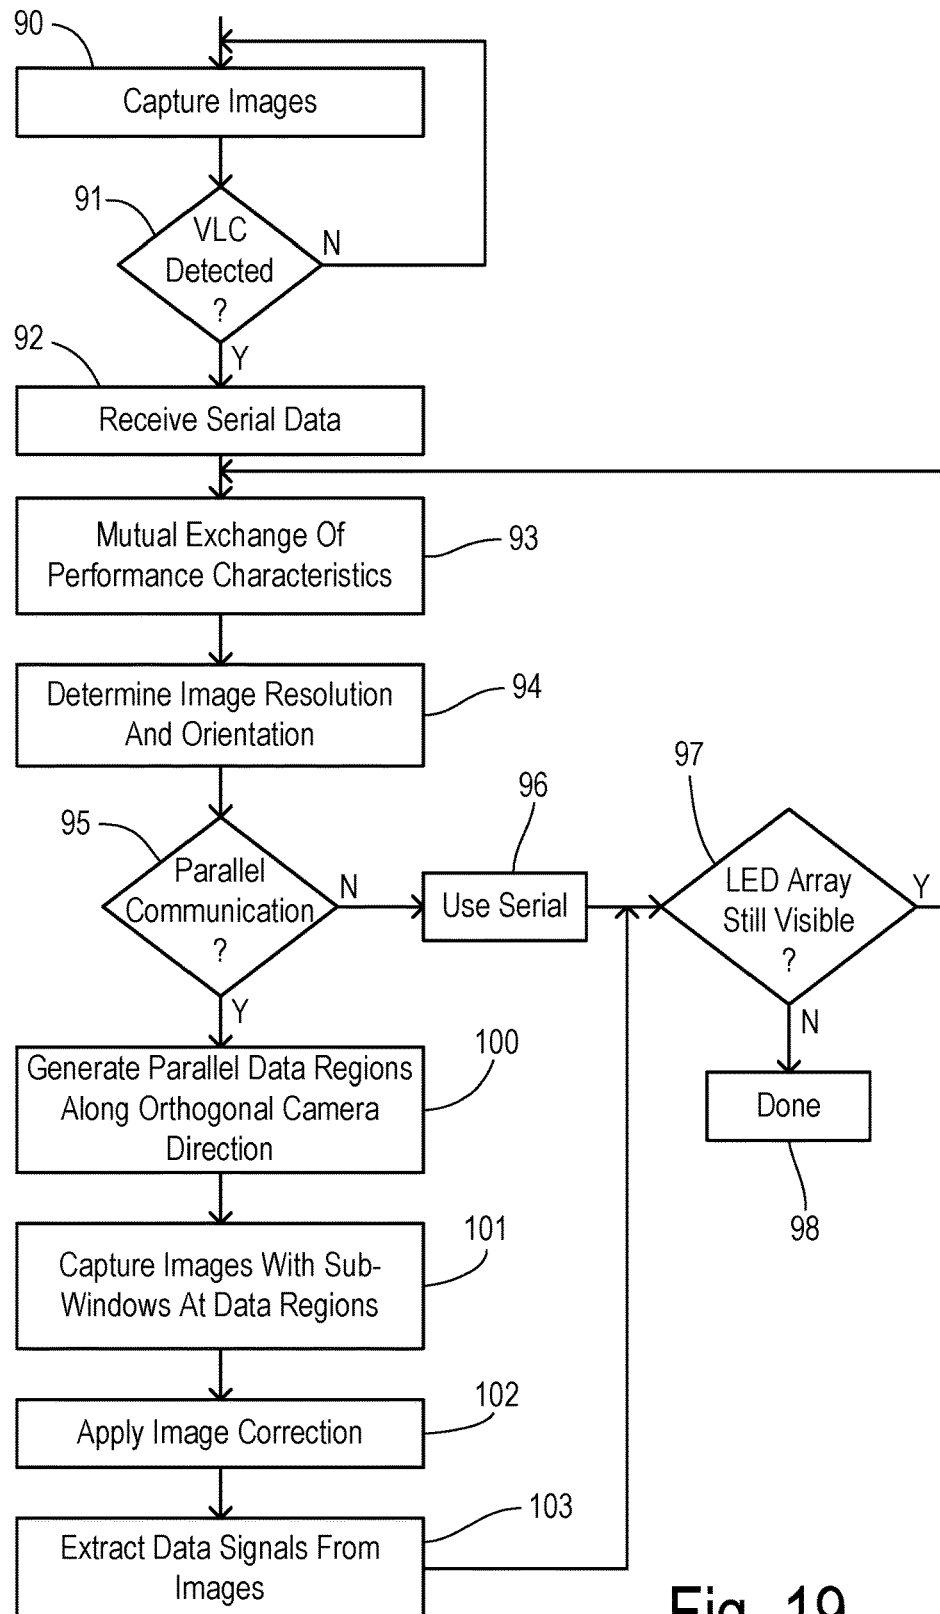 90
Capture Images
91
VLC
Detected
?
N
Y
92
Receive Serial Data
Mutual Exchange Of
Performance Characteristics
93
Determine Image Resolution
And Orientation
94
95
Parallel
Communication
?
N
Y
96
Use Serial
97
LED Array
Still Visible
?
Y
N
Done
98
Generate Parallel Data Regions
Along Orthogonal Camera
Direction
100
Capture Images With Sub-
Windows At Data Regions
101
Apply Image Correction
102
Extract Data Signals From
Images
103
Fig. 19